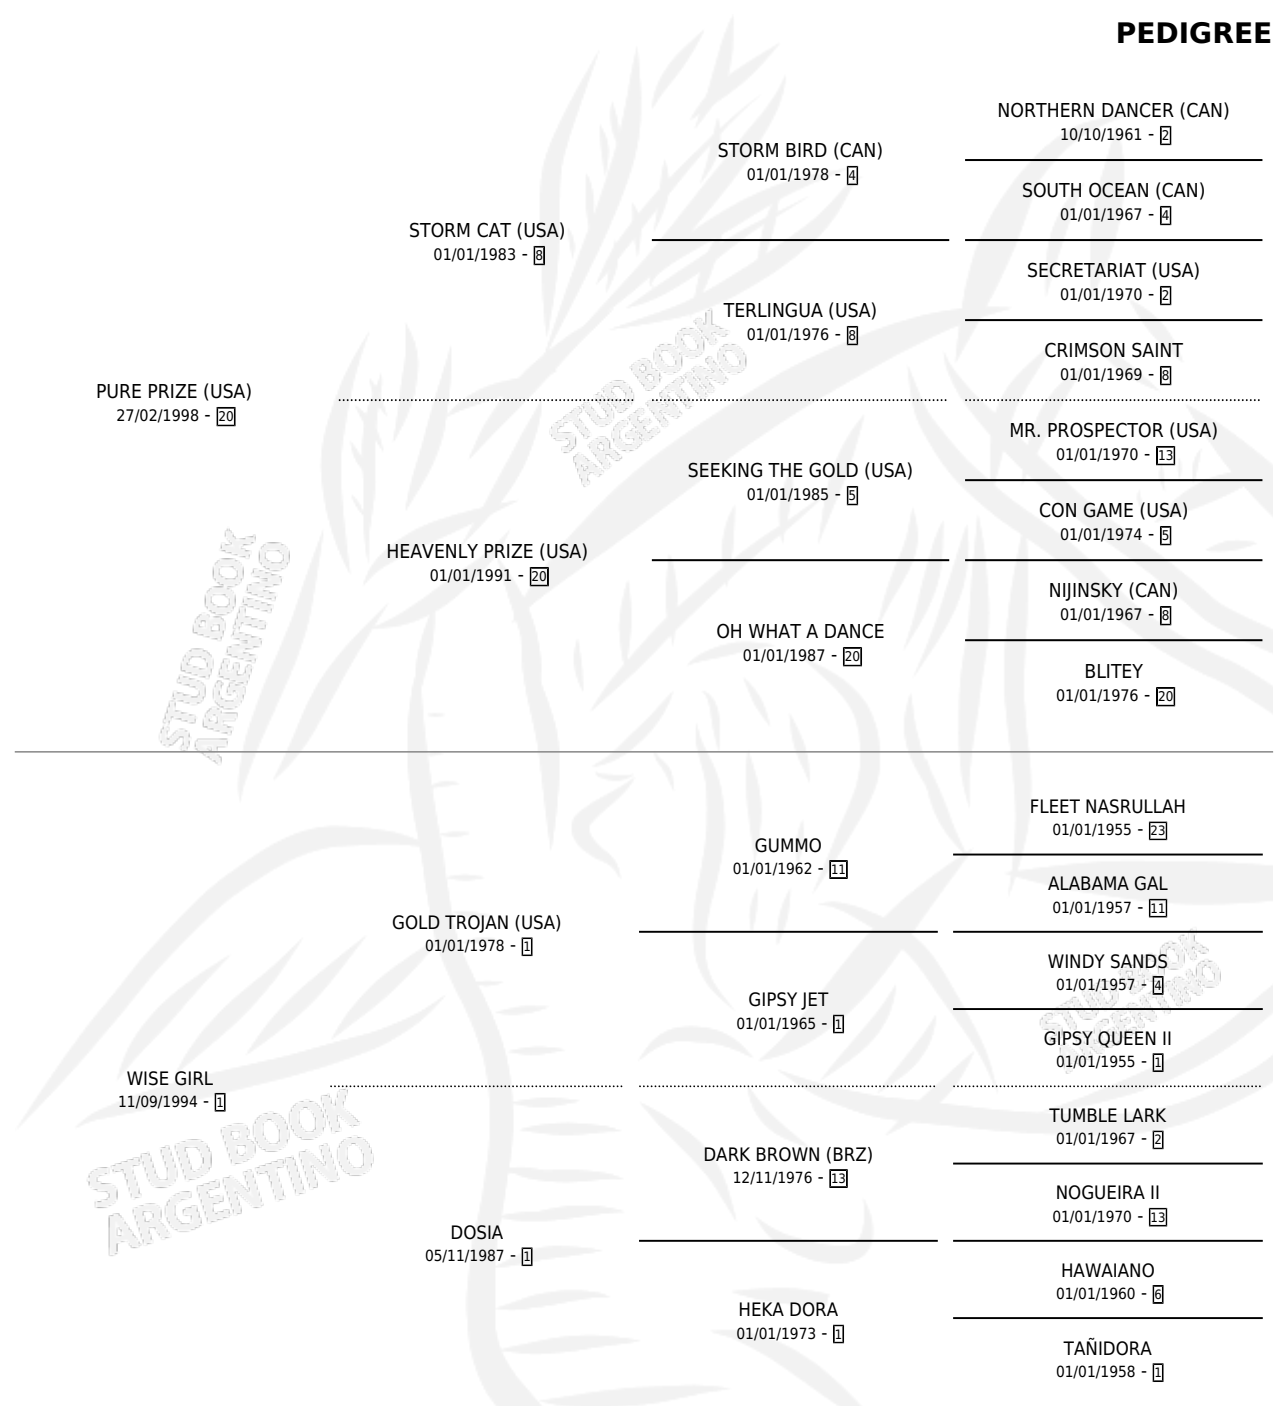 PEDIGREE
NORTHERN DANCER (CAN)
10/10/1961 - 2
STORM BIRD (CAN)
01/01/1978 - 4
SOUTH OCEAN (CAN)
01/01/1967 - 4
STORM CAT (USA)
01/01/1983 - 8
SECRETARIAT (USA)
01/01/1970 - 2
TERLINGUA (USA)
01/01/1976 - 8
CRIMSON SAINT
01/01/1969 - 8
PURE PRIZE (USA)
27/02/1998 - 20
MR. PROSPECTOR (USA)
01/01/1970 - 13
SEEKING THE GOLD (USA)
01/01/1985 - 5
CON GAME (USA)
01/01/1974 - 5
HEAVENLY PRIZE (USA)
01/01/1991 - 20
NIJINSKY (CAN)
01/01/1967 - 8
OH WHAT A DANCE
01/01/1987 - 20
BLITEY
01/01/1976 - 20
FLEET NASRULLAH
01/01/1955 - 23
GUMMO
01/01/1962 - 11
ALABAMA GAL
01/01/1957 - 11
GOLD TROJAN (USA)
01/01/1978 - 1
WINDY SANDS
01/01/1957 - 4
GIPSY JET
01/01/1965 - 1
GIPSY QUEEN II
01/01/1955 - 1
WISE GIRL
11/09/1994 - 1
TUMBLE LARK
01/01/1967 - 2
DARK BROWN (BRZ)
12/11/1976 - 13
NOGUEIRA II
01/01/1970 - 13
DOSIA
05/11/1987 - 1
HAWAIANO
01/01/1960 - 6
HEKA DORA
01/01/1973 - 1
TAÑIDORA
01/01/1958 - 1
STUD BOOK
ARGENTINO
STUD BOOK
ARGENTINO
STUD BOOK
ARGENTINO
STUD BOOK
ARGENTINO